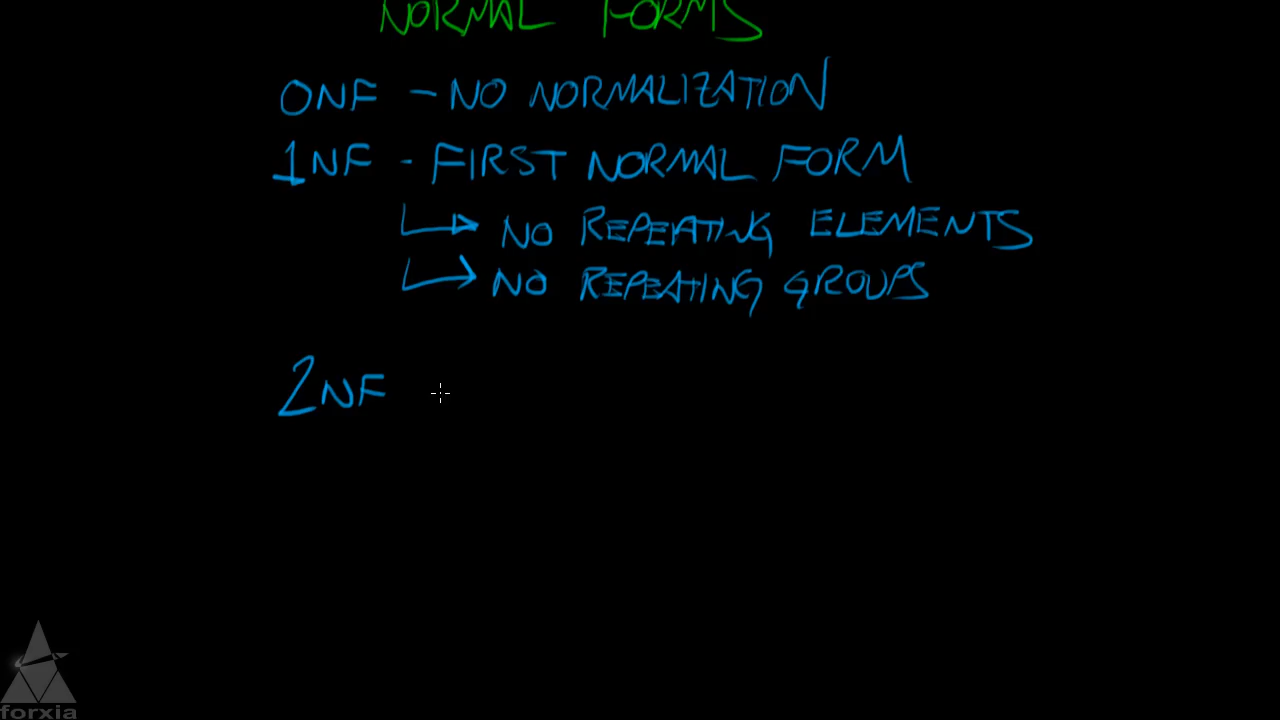 NORMAL FORMS
0NF - NO NORMALIZATION
1NF - FIRST NORMAL FORM
NO REPEATING ELEMENTS
NO REPEATING GROUPS
2NF
forxia